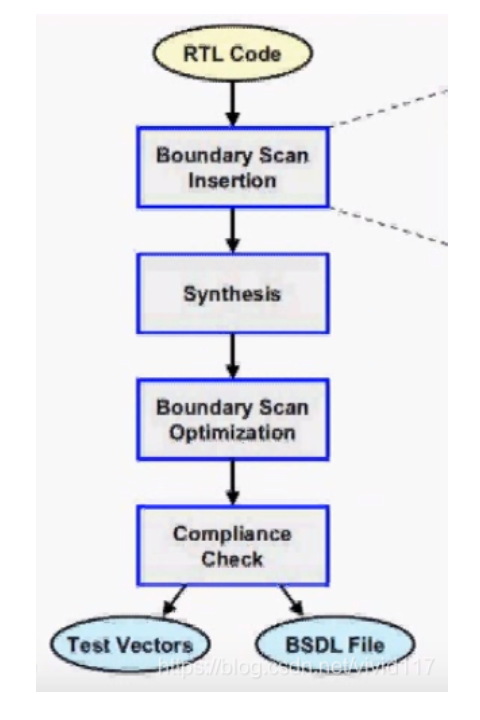 RTL Code
Boundary Scan
Insertion
Synthesis
Boundary Scan
Optimization
Compliance
Check
Test Vectors
BSDL File
https://blog.csdn.net/vivid117